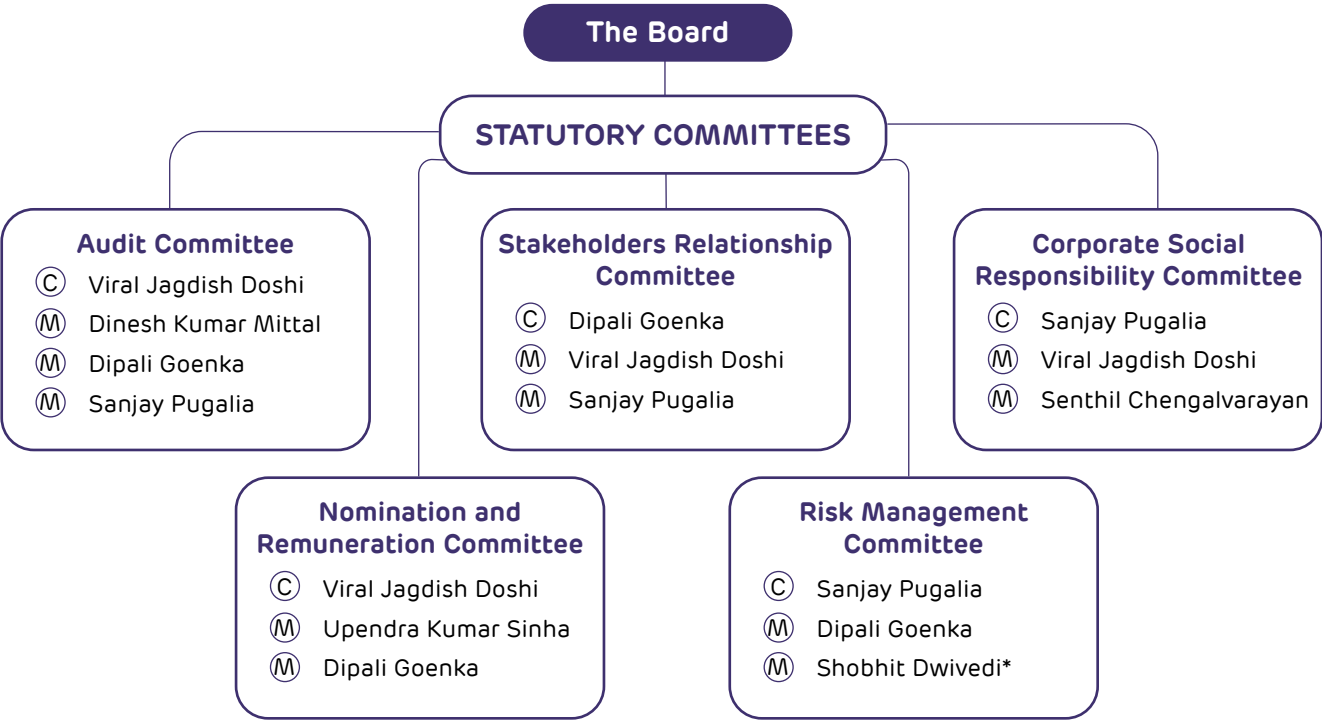 The Board
STATUTORY COMMITTEES
Audit Committee
C Viral Jagdish Doshi
M Dinesh Kumar Mittal
M Dipali Goenka
M Sanjay Pugalia
Stakeholders Relationship
Committee
C Dipali Goenka
M Viral Jagdish Doshi
M Sanjay Pugalia
Corporate Social
Responsibility Committee
C Sanjay Pugalia
M Viral Jagdish Doshi
M Senthil Chengalvarayan
Nomination and
Remuneration Committee
C Viral Jagdish Doshi
M Upendra Kumar Sinha
M Dipali Goenka
Risk Management
Committee
C Sanjay Pugalia
M Dipali Goenka
M Shobhit Dwivedi*